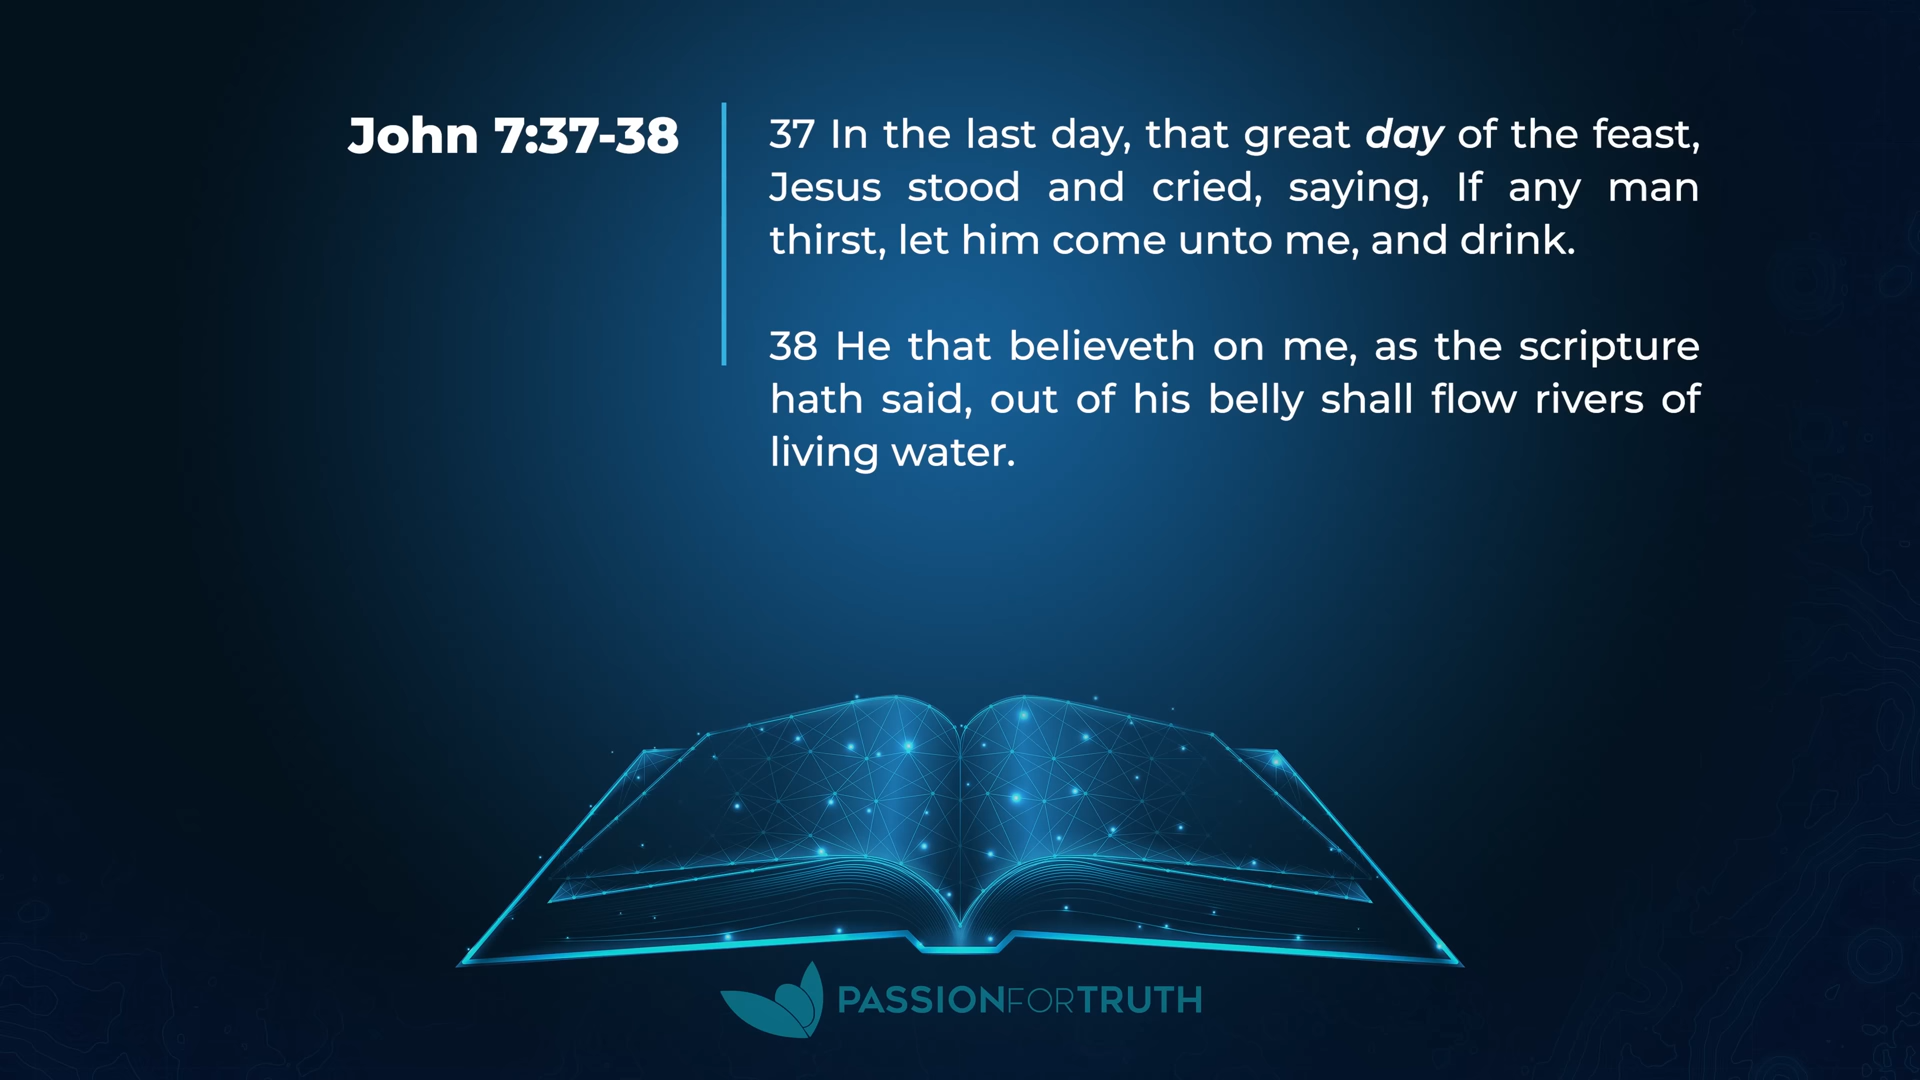 John 7:37-38
37 In the last day, that great day of the feast,
Jesus stood and cried, saying, If any man
thirst, let him come unto me, and drink.
38 He that believeth on me, as the scripture
hath said, out of his belly shall flow rivers of
living water.
PASSIONFORTRUTH